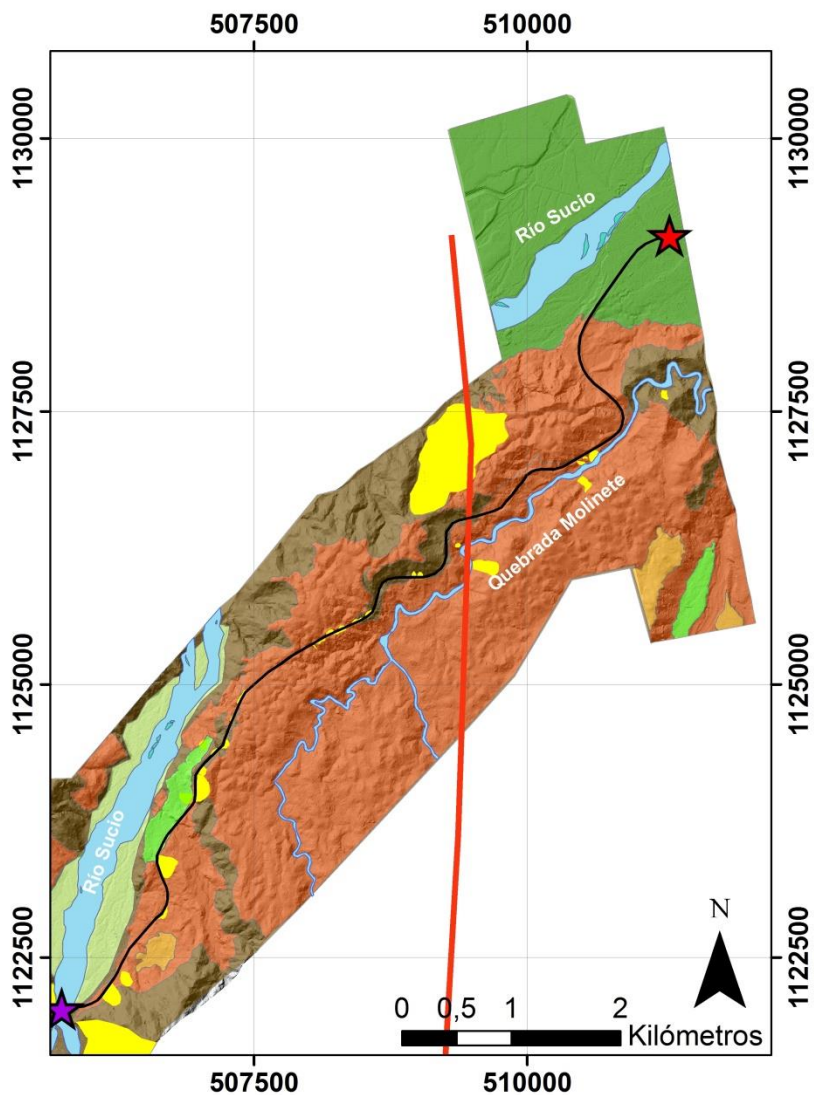 507500 510000
1130000 1130000
Río Sucio
1127500 1127500
Quebrada Molinete
1125000 1125000
Río Sucio
N
1122500 1122500
0 0,5 1 2
Kilómetros
507500 510000